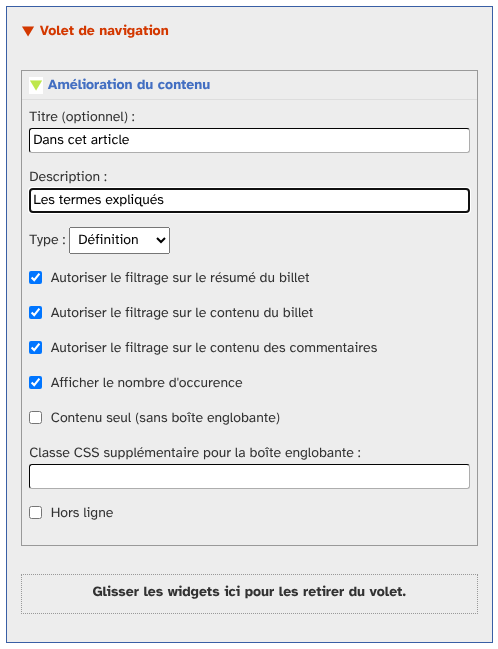 Volet de navigation
Amélioration du contenu
Titre (optionnel) :
Dans cet article
Description :
Les termes expliqués
Type : Définition
Autoriser le filtrage sur le résumé du billet
Autoriser le filtrage sur le contenu du billet
Autoriser le filtrage sur le contenu des commentaires
Afficher le nombre d'occurence
Contenu seul (sans boîte englobante)
Classe CSS supplémentaire pour la boîte englobante :
Hors ligne
Glisser les widgets ici pour les retirer du volet.